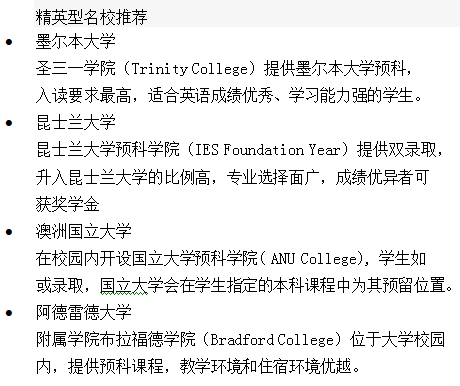 精英型名校推荐
• 墨尔本大学
圣三一学院（Trinity College）提供墨尔本大学预科，
入读要求最高，适合英语成绩优秀、学习能力强的学生。
• 昆士兰大学
昆士兰大学预科学院（IES Foundation Year）提供双录取，
升入昆士兰大学的比例高，专业选择面广，成绩优异者可
获奖学金
• 澳洲国立大学
在校园内开设国立大学预科学院( ANU College)，学生如
或录取，国立大学会在学生指定的本科课程中为其预留位置。
• 阿德雷德大学
附属学院布拉福德学院（Bradford College）位于大学校园
内，提供预科课程，教学环境和住宿环境优越。